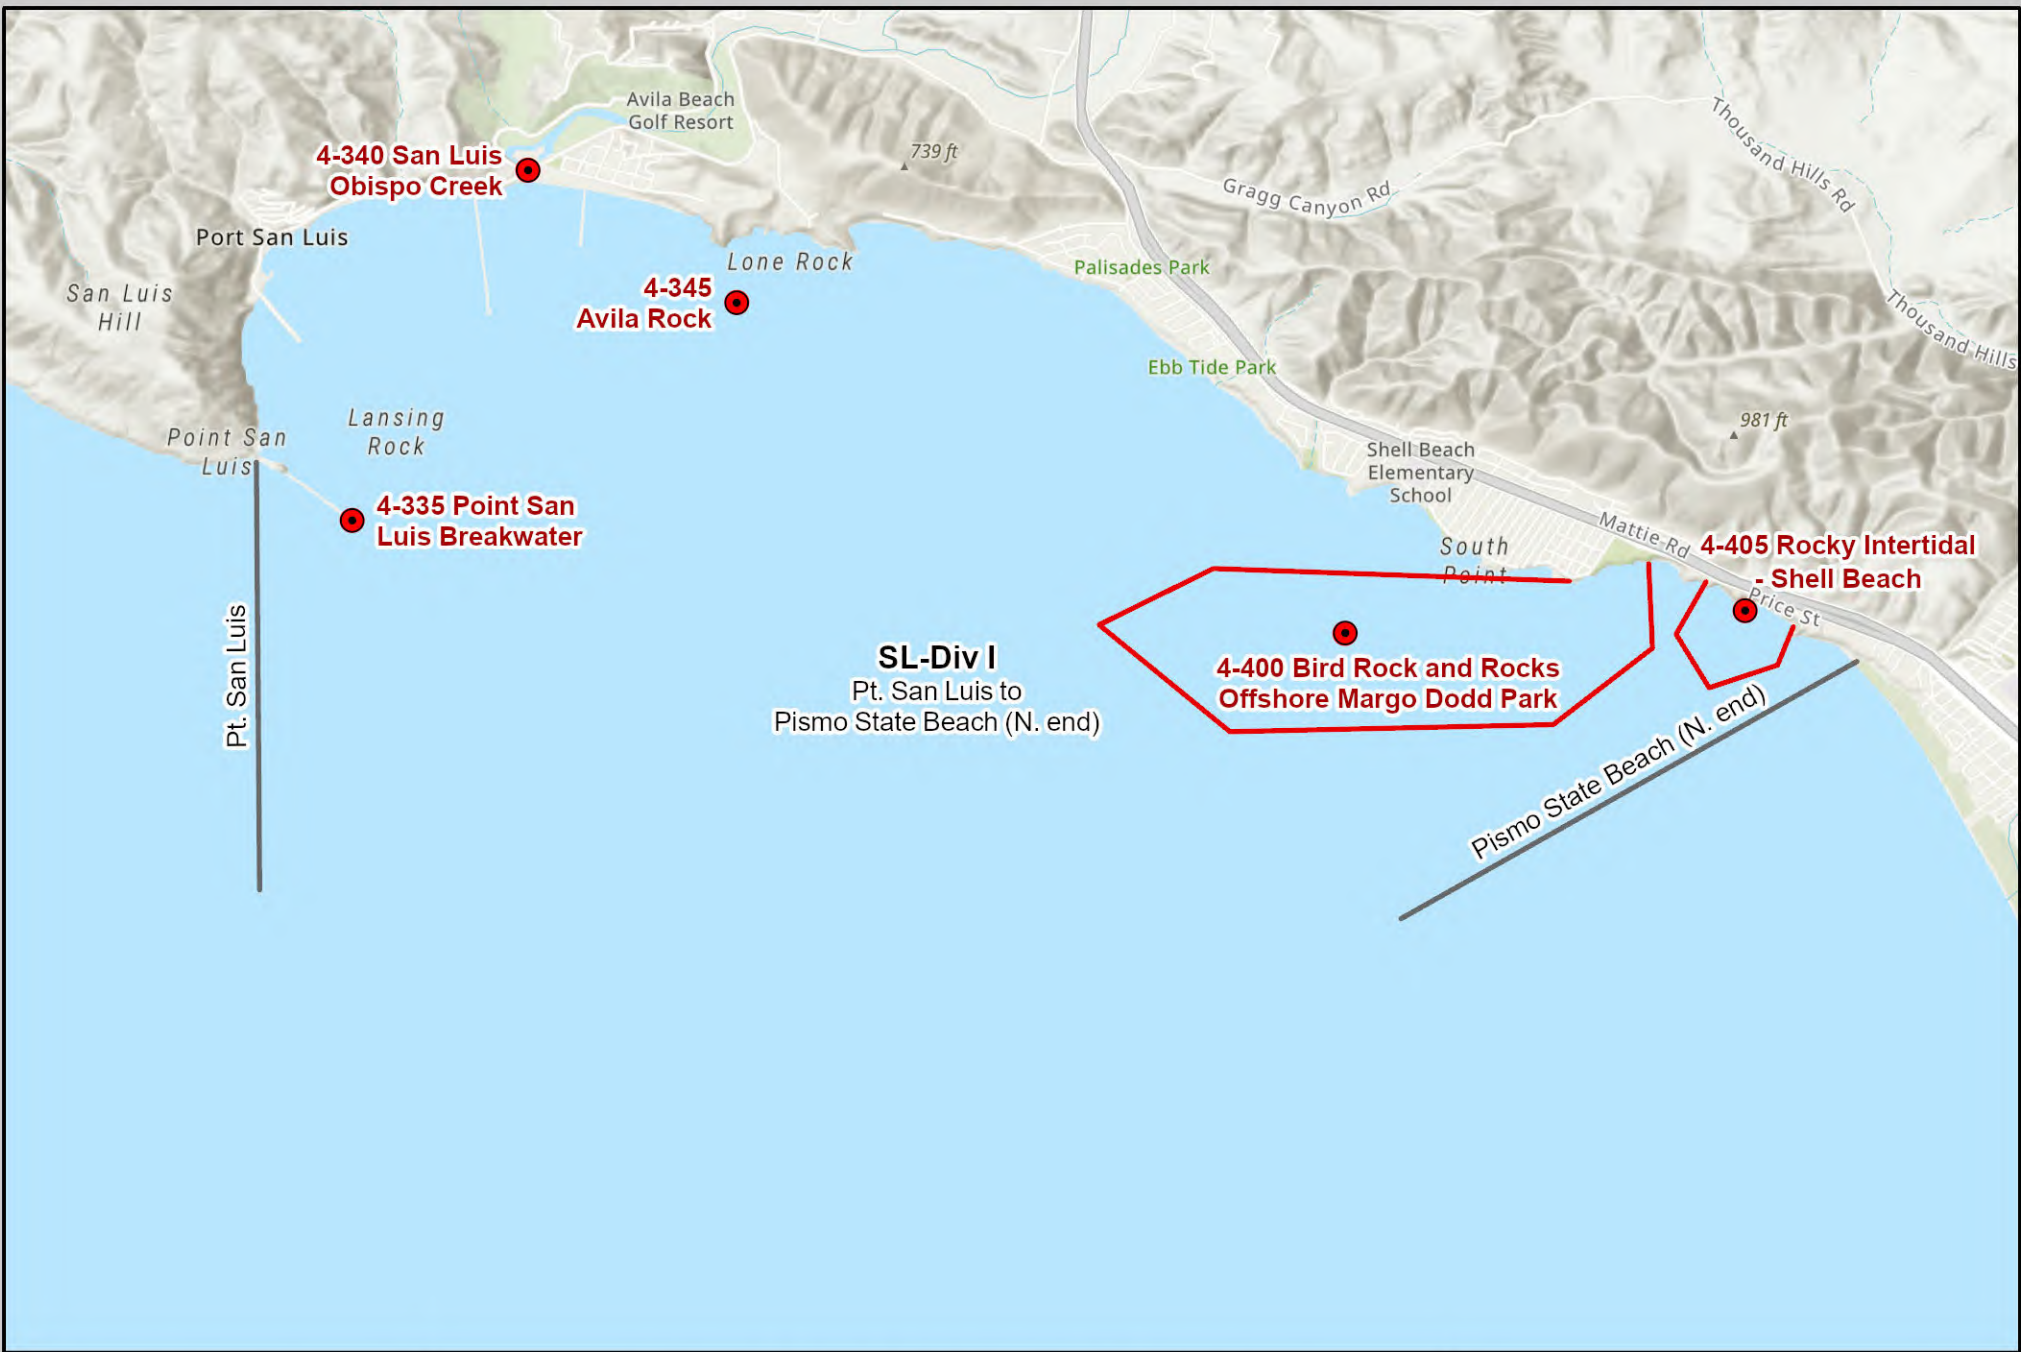 Avila Beach
Golf Resort
739 ft
Thousand Hills Rd
4-340 San Luis
Obispo Creek
Gragg Canyon Rd
Port San Luis
Lone Rock
Palisades Park
San Luis
Hill
4-345
Avila Rock
Thousand Hills
Ebb Tide Park
Lansing
Rock
981 ft
Point San
Luis
Shell Beach
Elementary
School
4-335 Point San
Luis Breakwater
Mattie Rd
South
Point
4-405 Rocky Intertidal
- Shell Beach
Price St
Pt. San Luis
SL-Div I
Pt. San Luis to
Pismo State Beach (N. end)
4-400 Bird Rock and Rocks
Offshore Margo Dodd Park
Pismo State Beach (N. end)